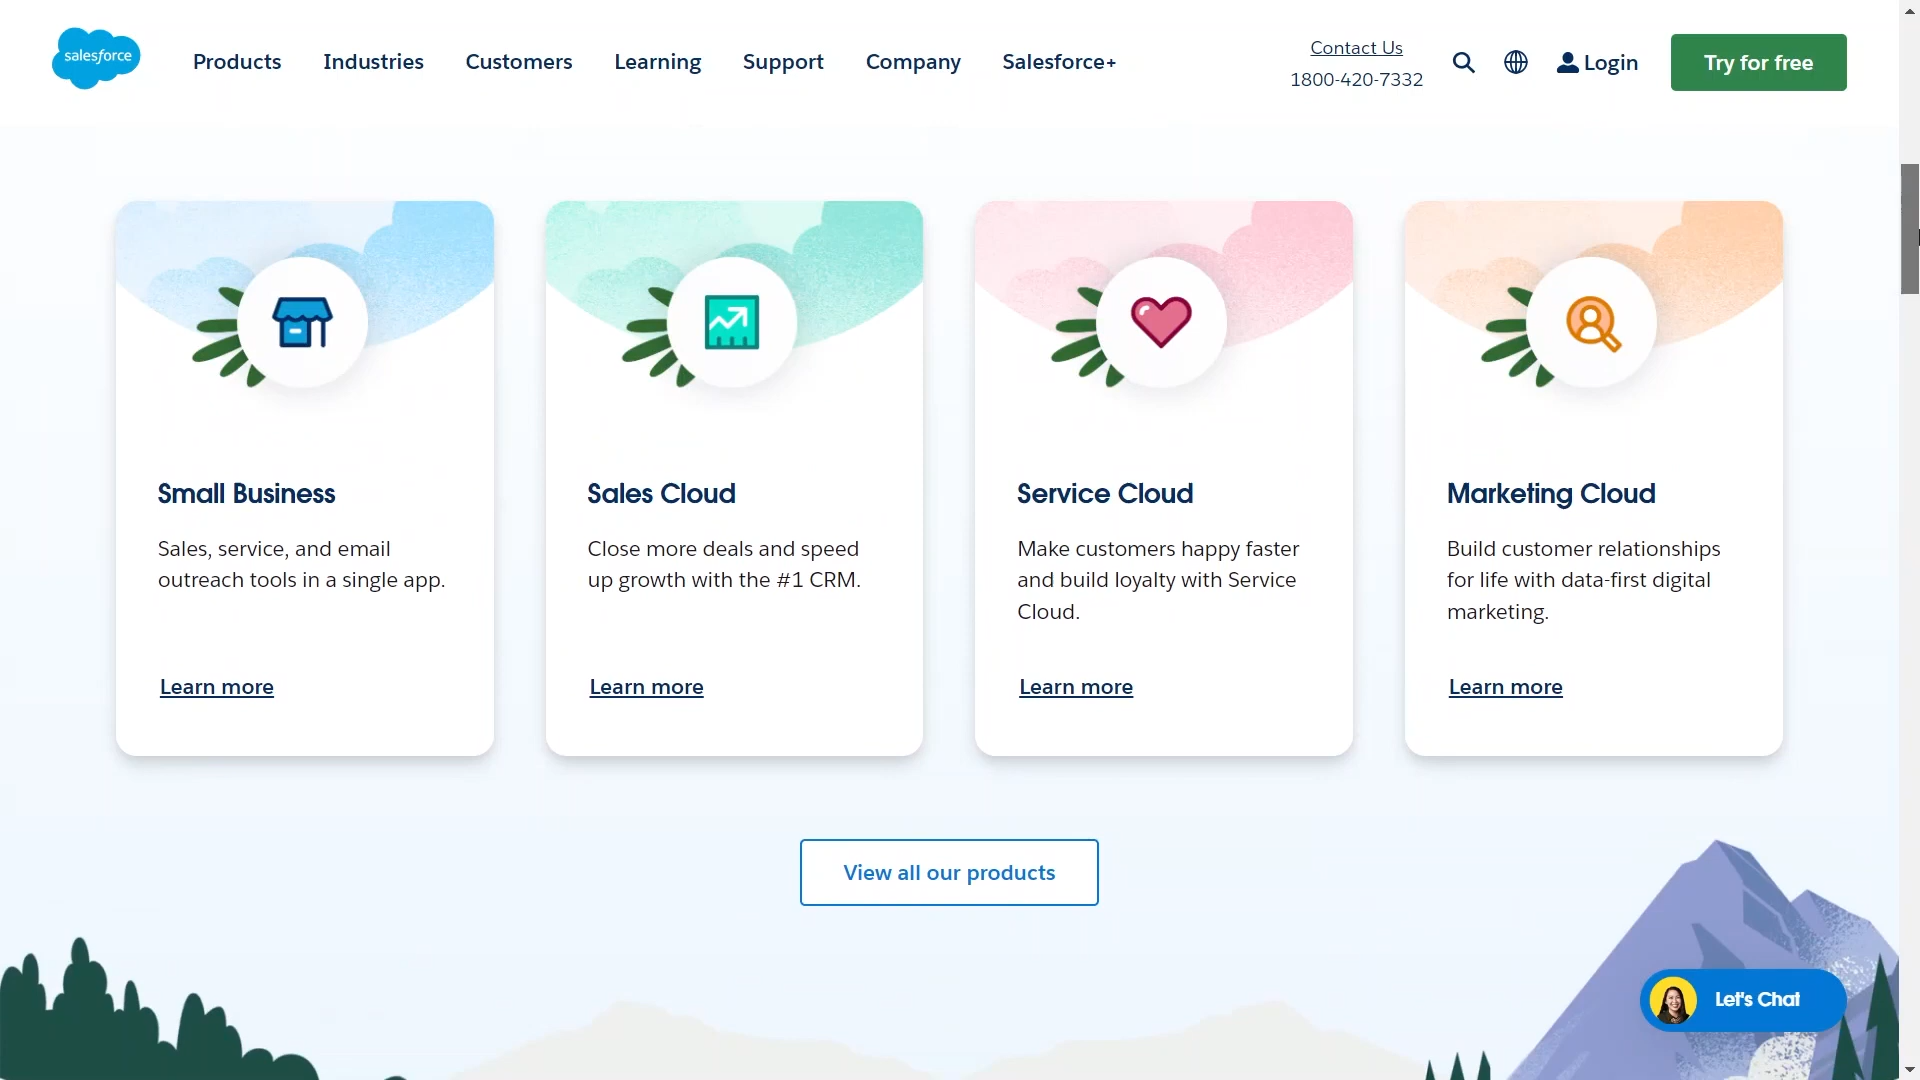 salesforce
Products
Industries
Customers
Learning
Support
Company
Salesforce+
Contact Us
1800-420-7332
Login
Try for free
Small Business
Sales, service, and email
outreach tools in a single app.
Learn more
Sales Cloud
Close more deals and speed
up growth with the #1 CRM.
Learn more
Service Cloud
Make customers happy faster
and build loyalty with Service
Cloud.
Learn more
Marketing Cloud
Build customer relationships
for life with data-first digital
marketing.
Learn more
View all our products
Let's Chat